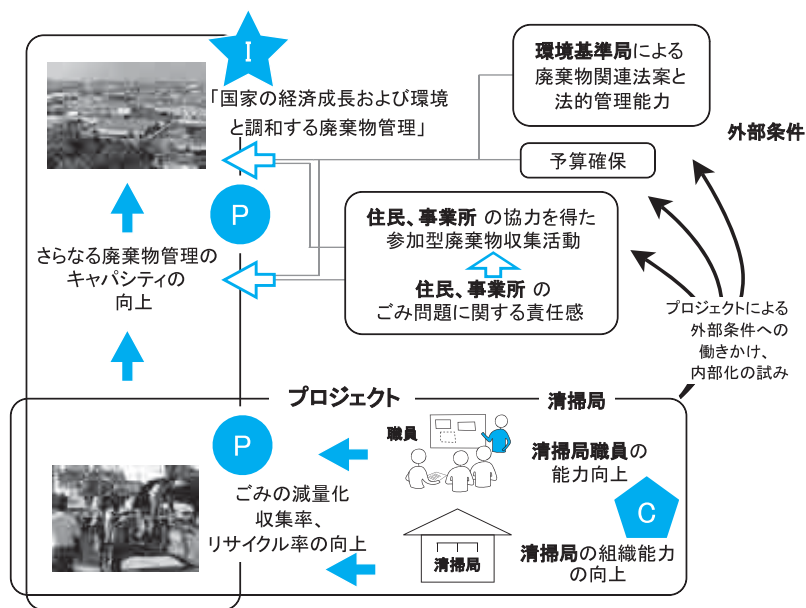 I
「国家の経済成長および環境
と調和する廃棄物管理」
環境基準局による
廃棄物関連法案と
法的管理能力
外部条件
予算確保
P
住民、事業所 の協力を得た
参加型廃棄物収集活動
住民、事業所 の
ごみ問題に関する責任感
さらなる廃棄物管理の
キャパシティの
向上
プロジェクトによる
外部条件への
働きかけ、
内部化の試み
プロジェクト
清掃局
P
職員
清掃局職員の
能力向上
ごみの減量化
収集率、
リサイクル率の向上
C
清掃局
清掃局の組織能力
の向上